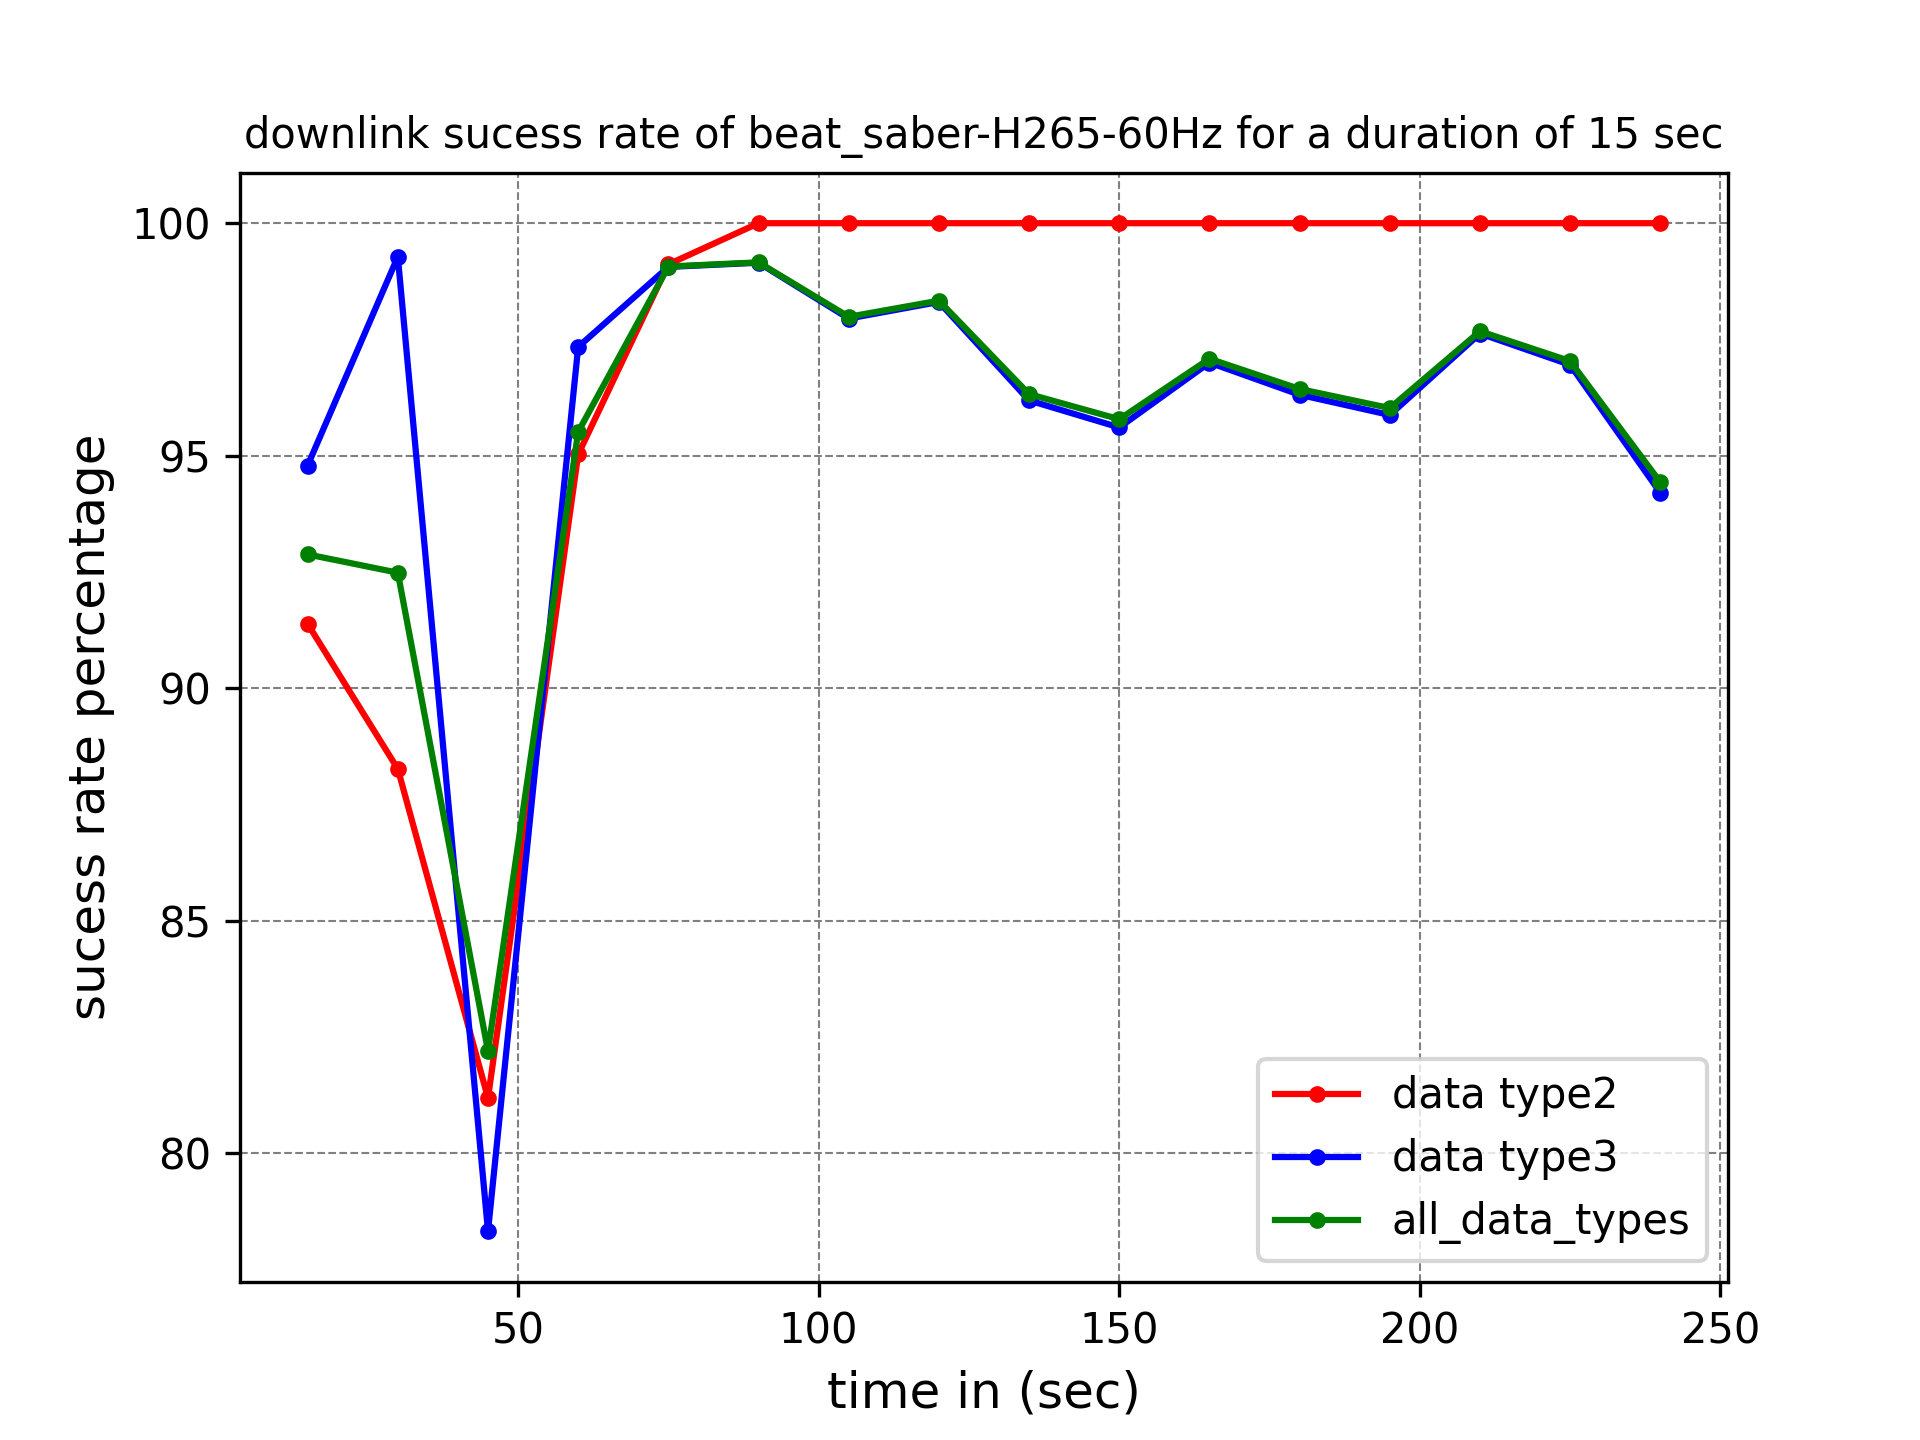 downlink sucess rate of beat_saber-H265-60Hz for a duration of 15 sec
sucess rate percentage
100
95
90
85
80
50
100
150
200
250
time in (sec)
data type2
data type3
all_data_types